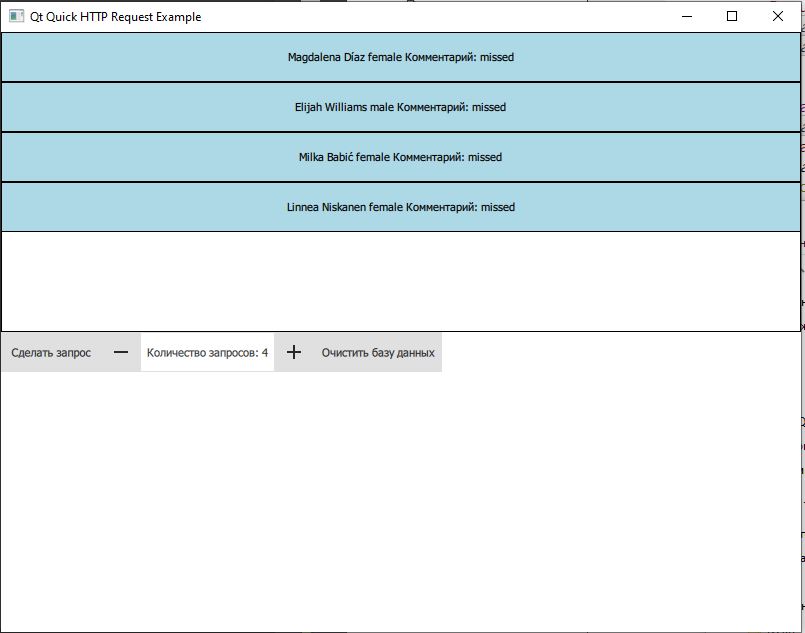 Qt Quick HTTP Request Example
Magdalena Díaz female Комментарий: missed
Elijah Williams male Комментарий: missed
Milka Babić female Комментарий: missed
Linnea Niskanen female Комментарий: missed
Сделать запрос — Количество запросов: 4 + Очистить базу данных